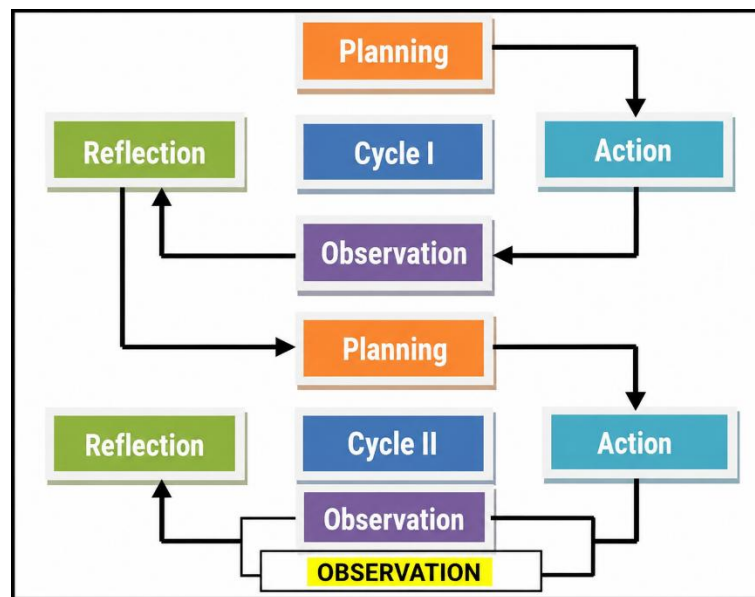 Planning
Reflection
Cycle I
Action
Observation
Planning
Reflection
Cycle II
Action
Observation
OBSERVATION